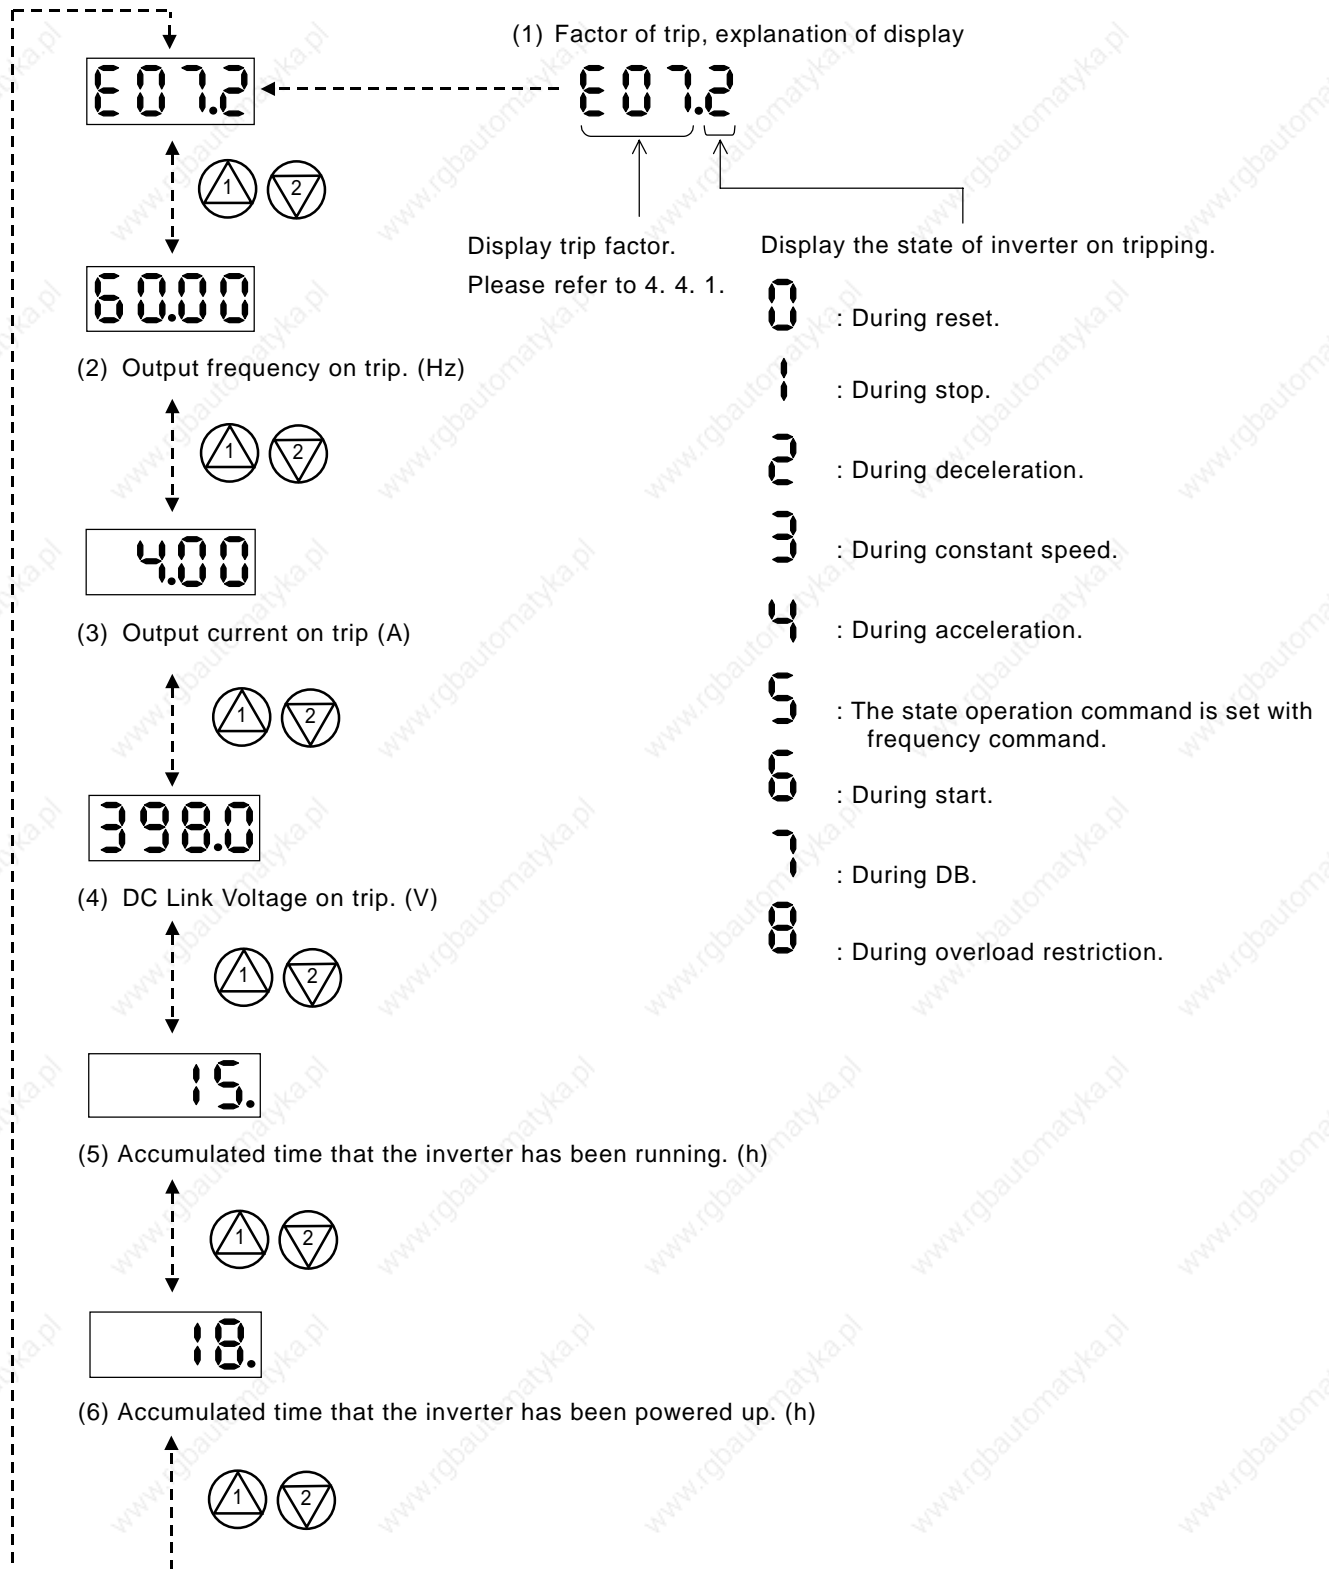 (1) Factor of trip, explanation of display
E07.2
E07.2
1 2
Display trip factor.
Please refer to 4. 4. 1.
Display the state of inverter on tripping.
0 : During reset.
1 : During stop.
2 : During deceleration.
3 : During constant speed.
4 : During acceleration.
5 : The state operation command is set with
frequency command.
6 : During start.
7 : During DB.
8 : During overload restriction.
60.00
(2) Output frequency on trip. (Hz)
1 2
4.00
(3) Output current on trip (A)
1 2
398.0
(4) DC Link Voltage on trip. (V)
1 2
15.
(5) Accumulated time that the inverter has been running. (h)
1 2
18.
(6) Accumulated time that the inverter has been powered up. (h)
1 2
www.rgbautomatyka.pl